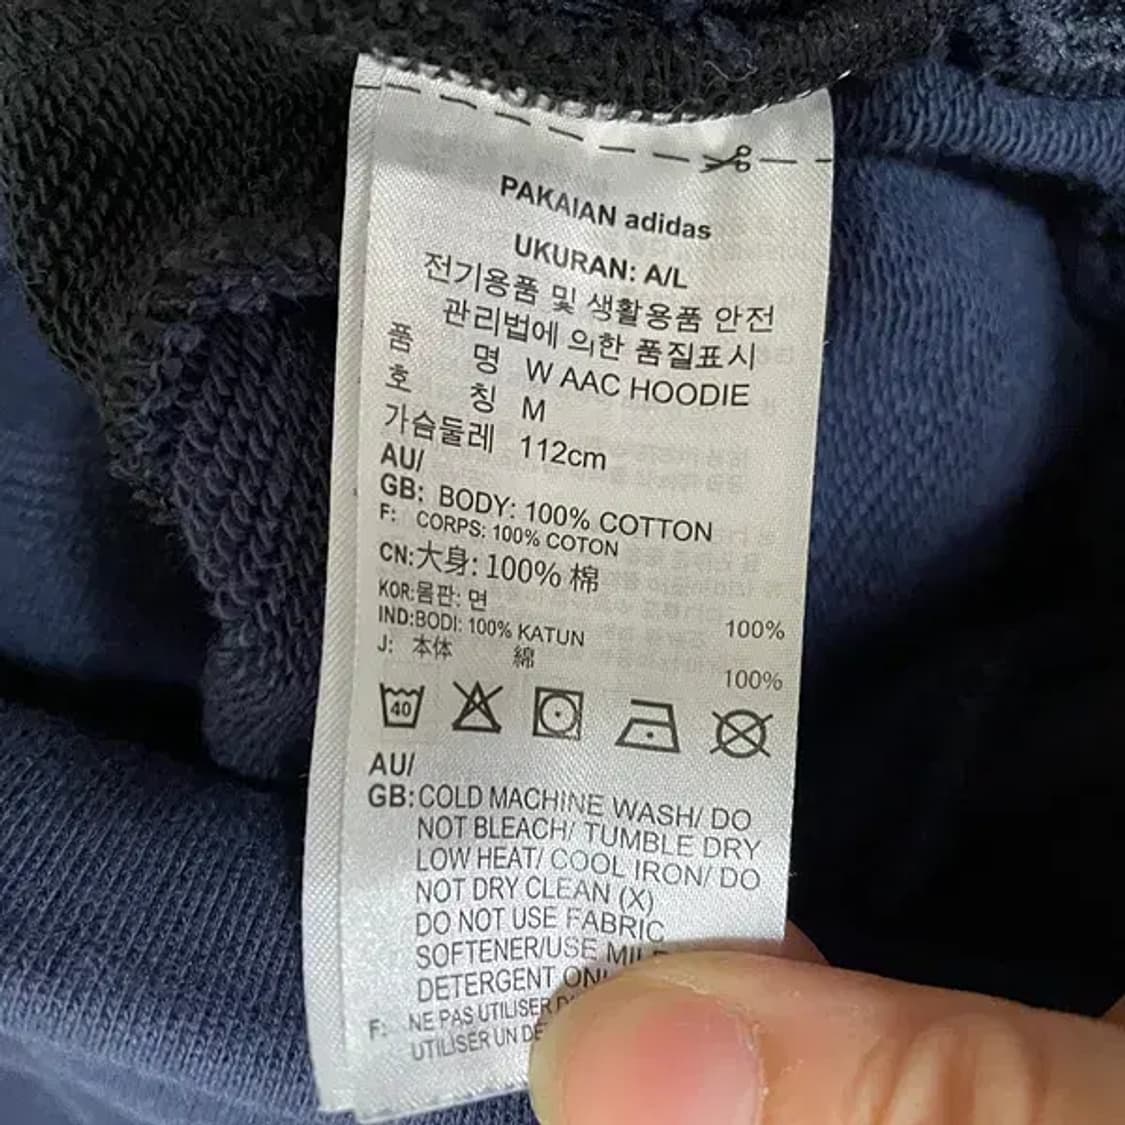 PAKAIAN adidas
UKURAN: A/L
전기용품 및 생활용품 안전
관리법에 의한 품질표시
품 명 W AAC HOODIE
호 칭 M
가슴둘레 112cm
AU/
GB: BODY: 100% COTTON
F: CORPS: 100% COTON
CN:大身: 100% 棉
KOR:몸판: 면 100%
IND:BODI: 100% KATUN
J: 本体 綿 100%
40
AU/
GB:COLD MACHINE WASH/ DO
NOT BLEACH/ TUMBLE DRY
LOW HEAT/ COOL IRON/ DO
NOT DRY CLEAN (X)
DO NOT USE FABRIC
SOFTENER/USE
DETERGENT
F: NE PAS UTILISER
UTILISER UN